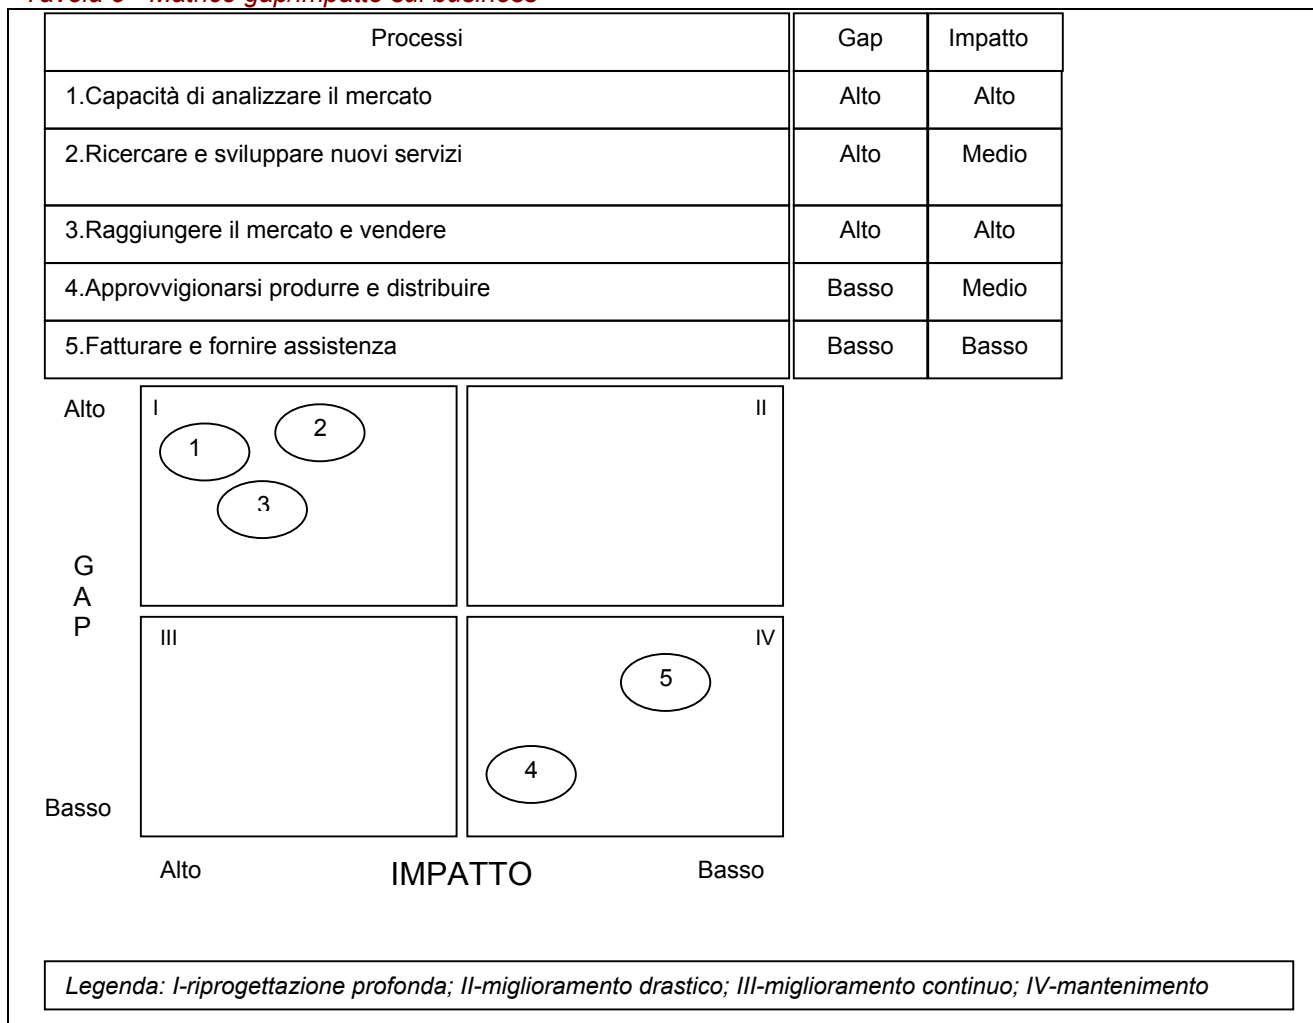 Tavola 3 - Matrice gap/impatto sul business
Processi Gap Impatto
1.Capacità di analizzare il mercato Alto Alto
2.Ricercare e sviluppare nuovi servizi Alto Medio
3.Raggiungere il mercato e vendere Alto Alto
4.Approvvigionarsi produrre e distribuire Basso Medio
5.Fatturare e fornire assistenza Basso Basso
Alto I II
2
1
3
G
A
P
III IV
5
4
Basso
Alto IMPATTO Basso
Legenda: I-riprogettazione profonda; II-miglioramento drastico; III-miglioramento continuo; IV-mantenimento